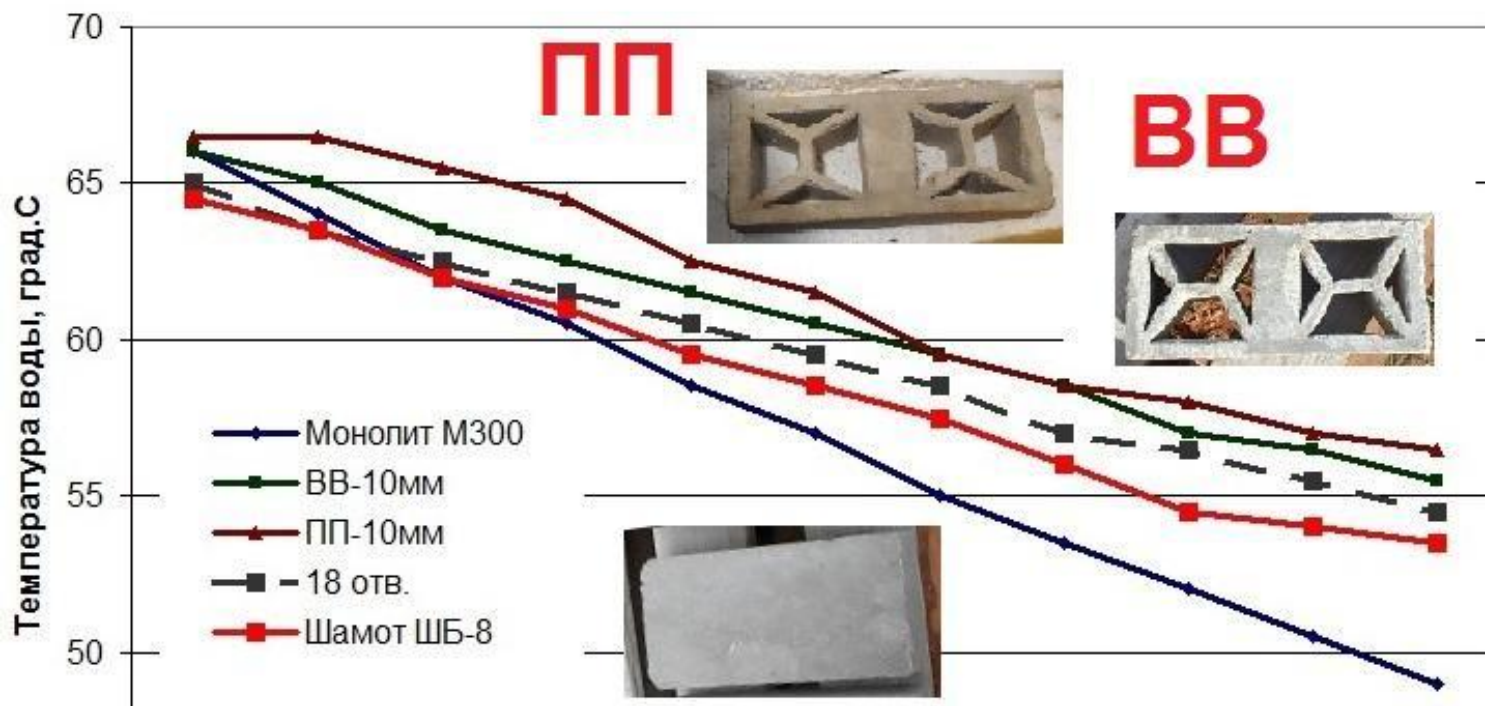 70
ПП
ВВ
65
Температура воды, град.С
60
Монолит М300
ВВ-10мм
55
ПП-10мм
18 отв.
Шамот ШБ-8
50